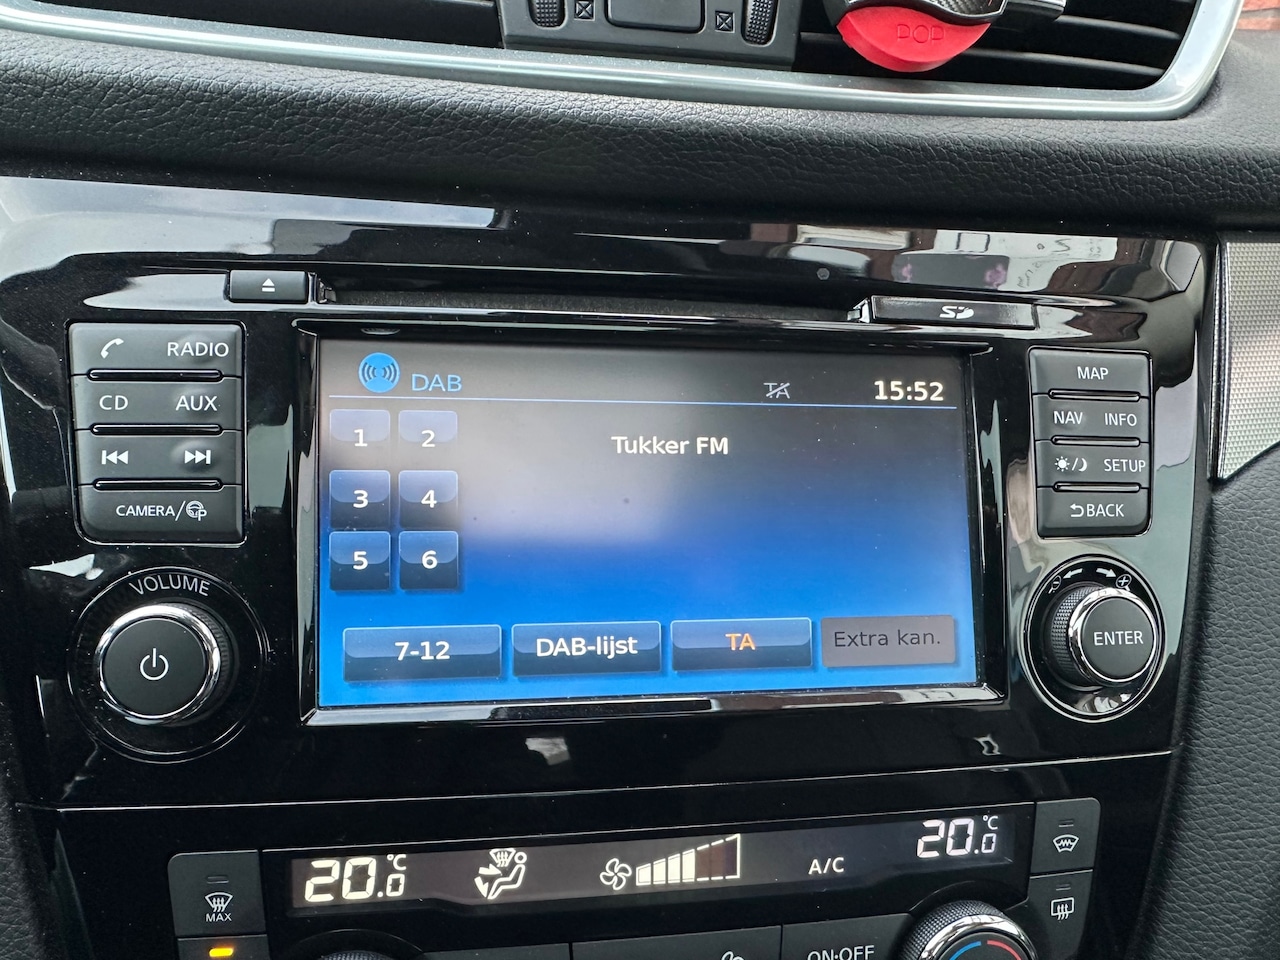 POP
SD
RADIO
CD AUX
CAMERA/
VOLUME
DAB
TA
15:52
1 2
Tukker FM
3 4
5 6
7-12
DAB-lijst
TA
Extra kan.
MAP
NAV INFO
SETUP
BACK
ENTER
20.0 °C
A/C
20.0 °C
MAX
ON·OFF